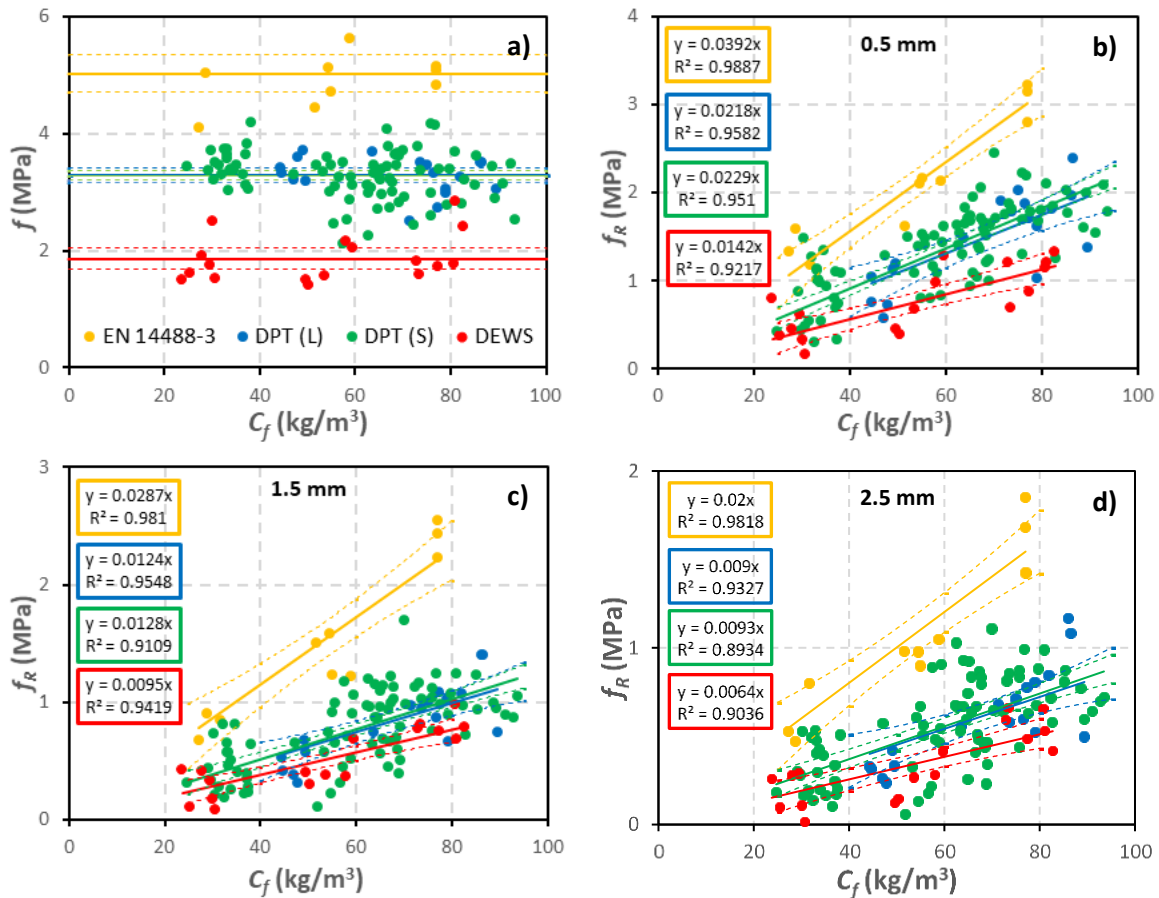 a)
6
4
2
0
f (MPa)
EN 14488-3 DPT (L) DPT (S) DEWS
0 20 40 60 80 100
Cf (kg/m³)
b)
0.5 mm
4
3
2
1
0
fR (MPa)
y = 0.0392x
R² = 0.9887
y = 0.0218x
R² = 0.9582
y = 0.0229x
R² = 0.951
y = 0.0142x
R² = 0.9217
0 20 40 60 80 100
Cf (kg/m³)
c)
1.5 mm
3
2
1
0
fR (MPa)
y = 0.0287x
R² = 0.981
y = 0.0124x
R² = 0.9548
y = 0.0128x
R² = 0.9109
y = 0.0095x
R² = 0.9419
0 20 40 60 80 100
Cf (kg/m³)
d)
2.5 mm
2
1
0
fR (MPa)
y = 0.02x
R² = 0.9818
y = 0.009x
R² = 0.9327
y = 0.0093x
R² = 0.8934
y = 0.0064x
R² = 0.9036
0 20 40 60 80 100
Cf (kg/m³)